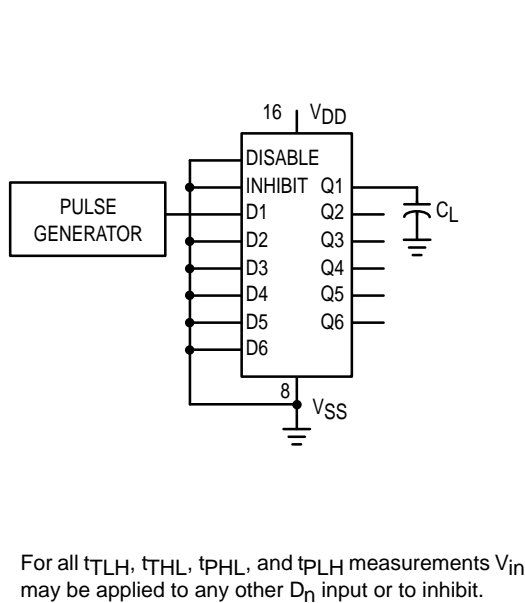 16 VDD
DISABLE
INHIBIT Q1
PULSE GENERATOR
D1 Q2
CL
D2 Q3
D3 Q4
D4 Q5
D5 Q6
D6
8
VSS
For all tTLH, tTHL, tPHL, and tPLH measurements Vin
may be applied to any other Dn input or to inhibit.